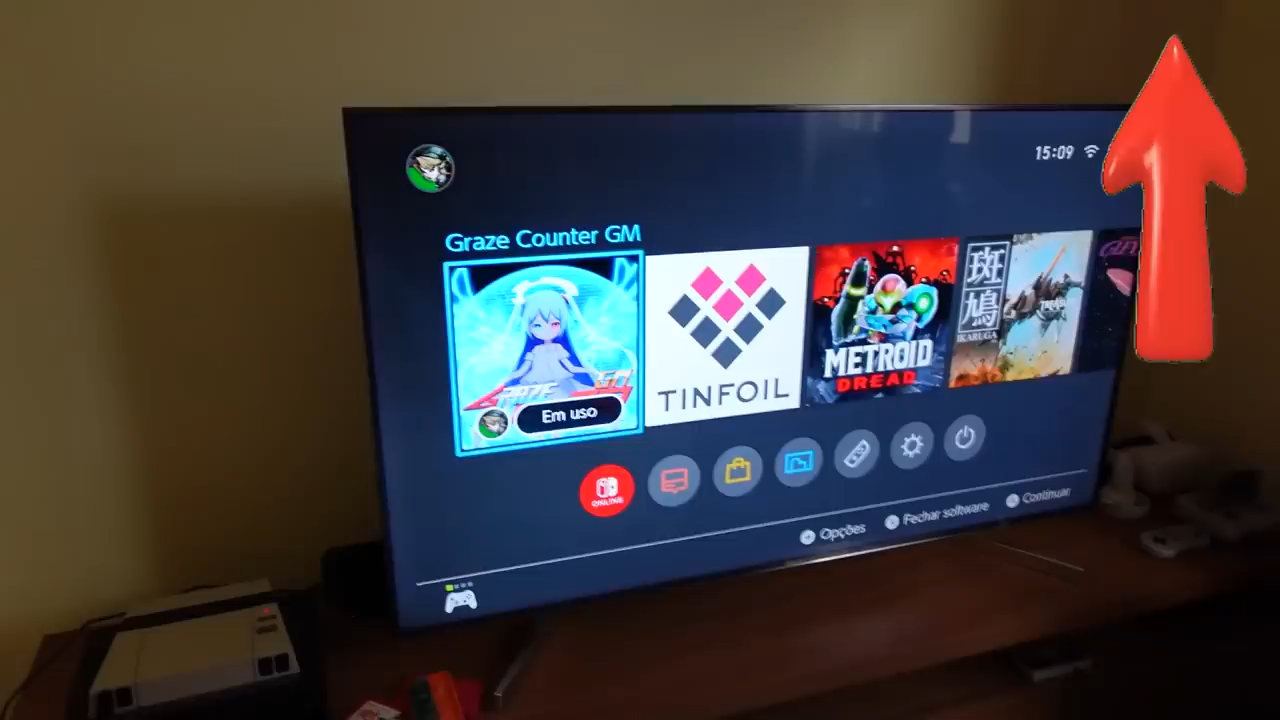 15:09
Graze Counter GM
Em uso
TINFOIL
METROID
DREAD
斑鳩
IKARUGA
ONLINE
Opções
Fechar software
Continuar